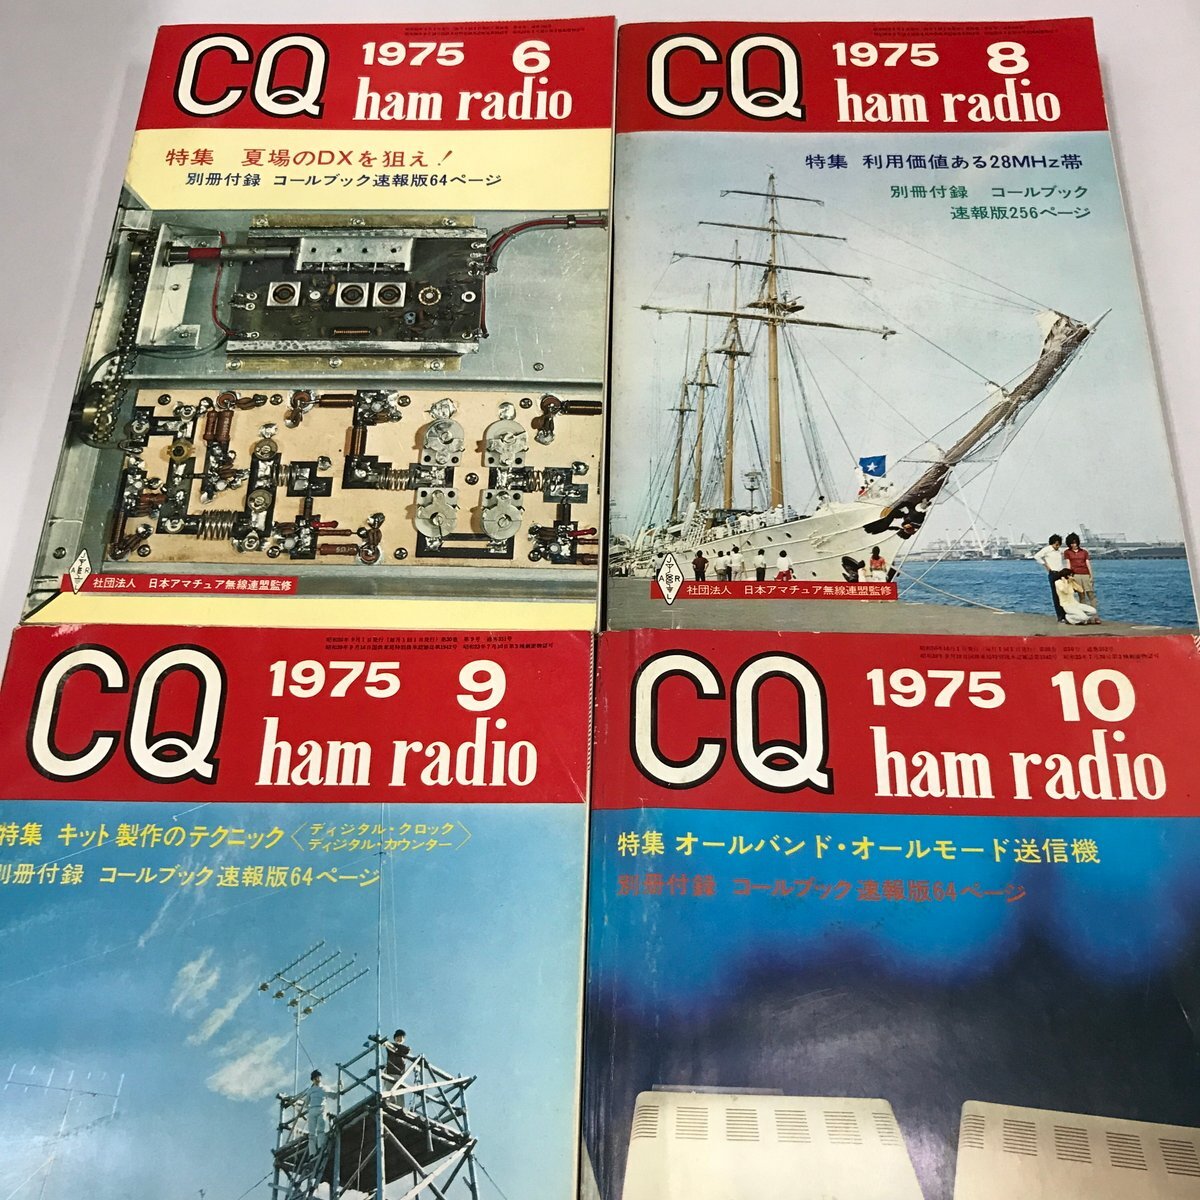 CQ
1975 6
ham radio
特集 夏場のDXを狙え!
別冊付録 コールブック速報版64ページ
JARL
社団法人 日本アマチュア無線連盟監修
CQ
1975 8
ham radio
特集 利用価値ある28MHz帯
別冊付録 コールブック
速報版256ページ
JARL
社団法人 日本アマチュア無線連盟監修
CQ
1975 9
ham radio
特集 キット製作のテクニック
ディジタル・クロック
ディジタル・カウンター
別冊付録 コールブック速報版64ページ
CQ
1975 10
ham radio
特集 オールバンド・オールモード送信機
別冊付録 コールブック速報版64ページ